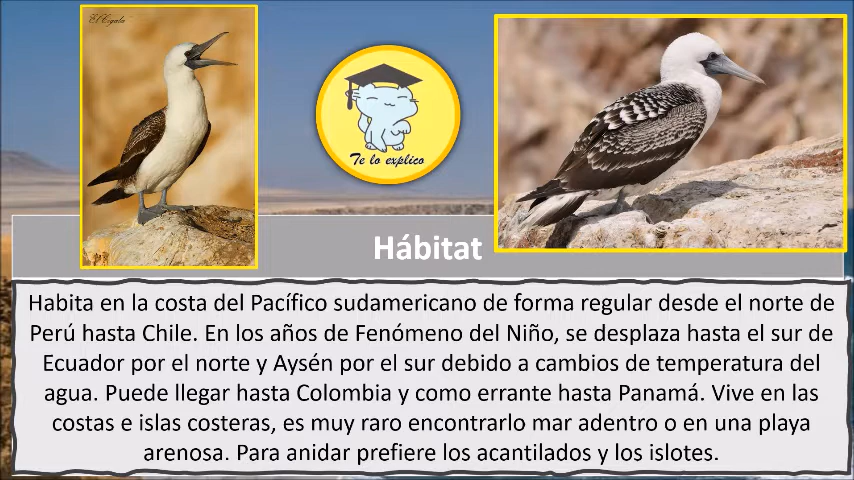 El Cigala
Te lo explico
Hábitat
Habita en la costa del Pacífico sudamericano de forma regular desde el norte de
Perú hasta Chile. En los años de Fenómeno del Niño, se desplaza hasta el sur de
Ecuador por el norte y Aysén por el sur debido a cambios de temperatura del
agua. Puede llegar hasta Colombia y como errante hasta Panamá. Vive en las
costas e islas costeras, es muy raro encontrarlo mar adentro o en una playa
arenosa. Para anidar prefiere los acantilados y los islotes.